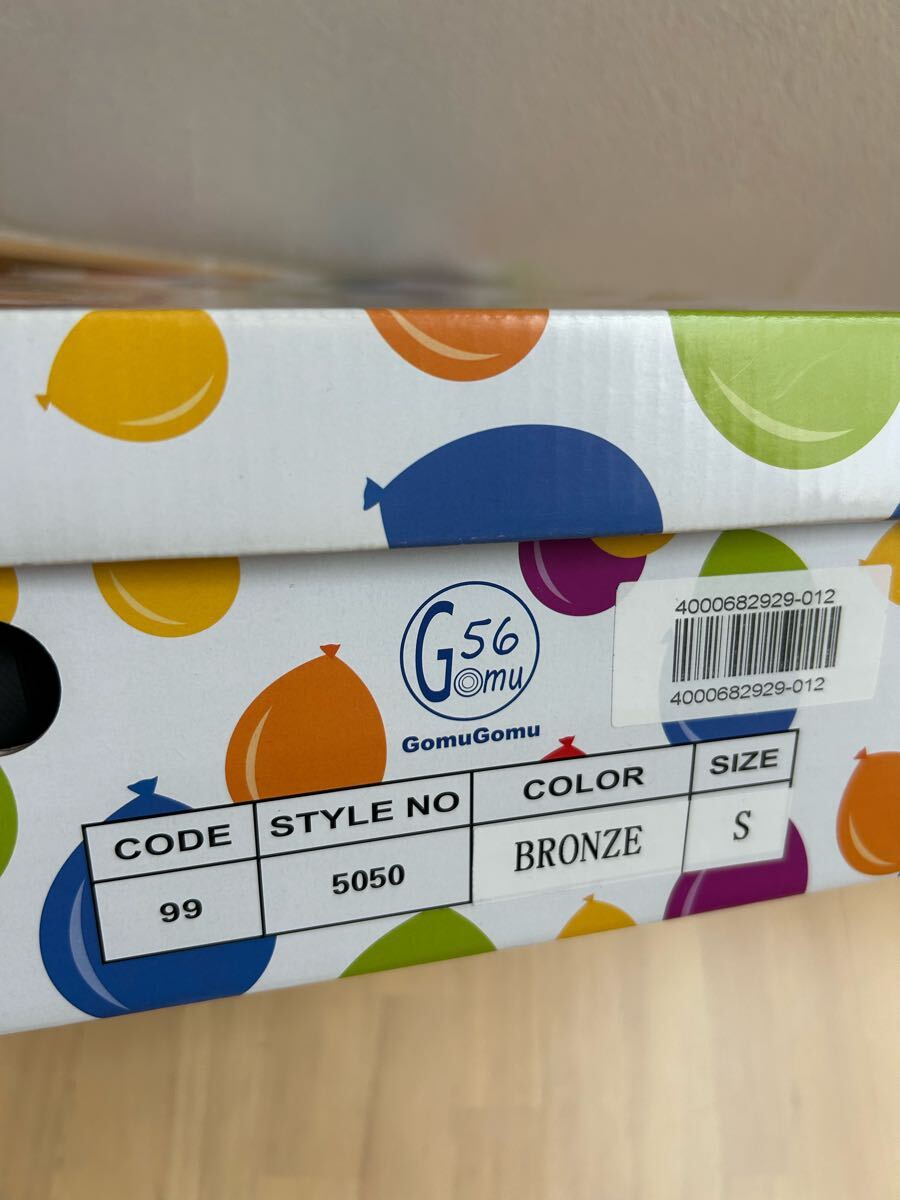 G56
Gomu
GomuGomu
4000682929-012
4000682929-012
CODE STYLE NO COLOR SIZE
99 5050 BRONZE S